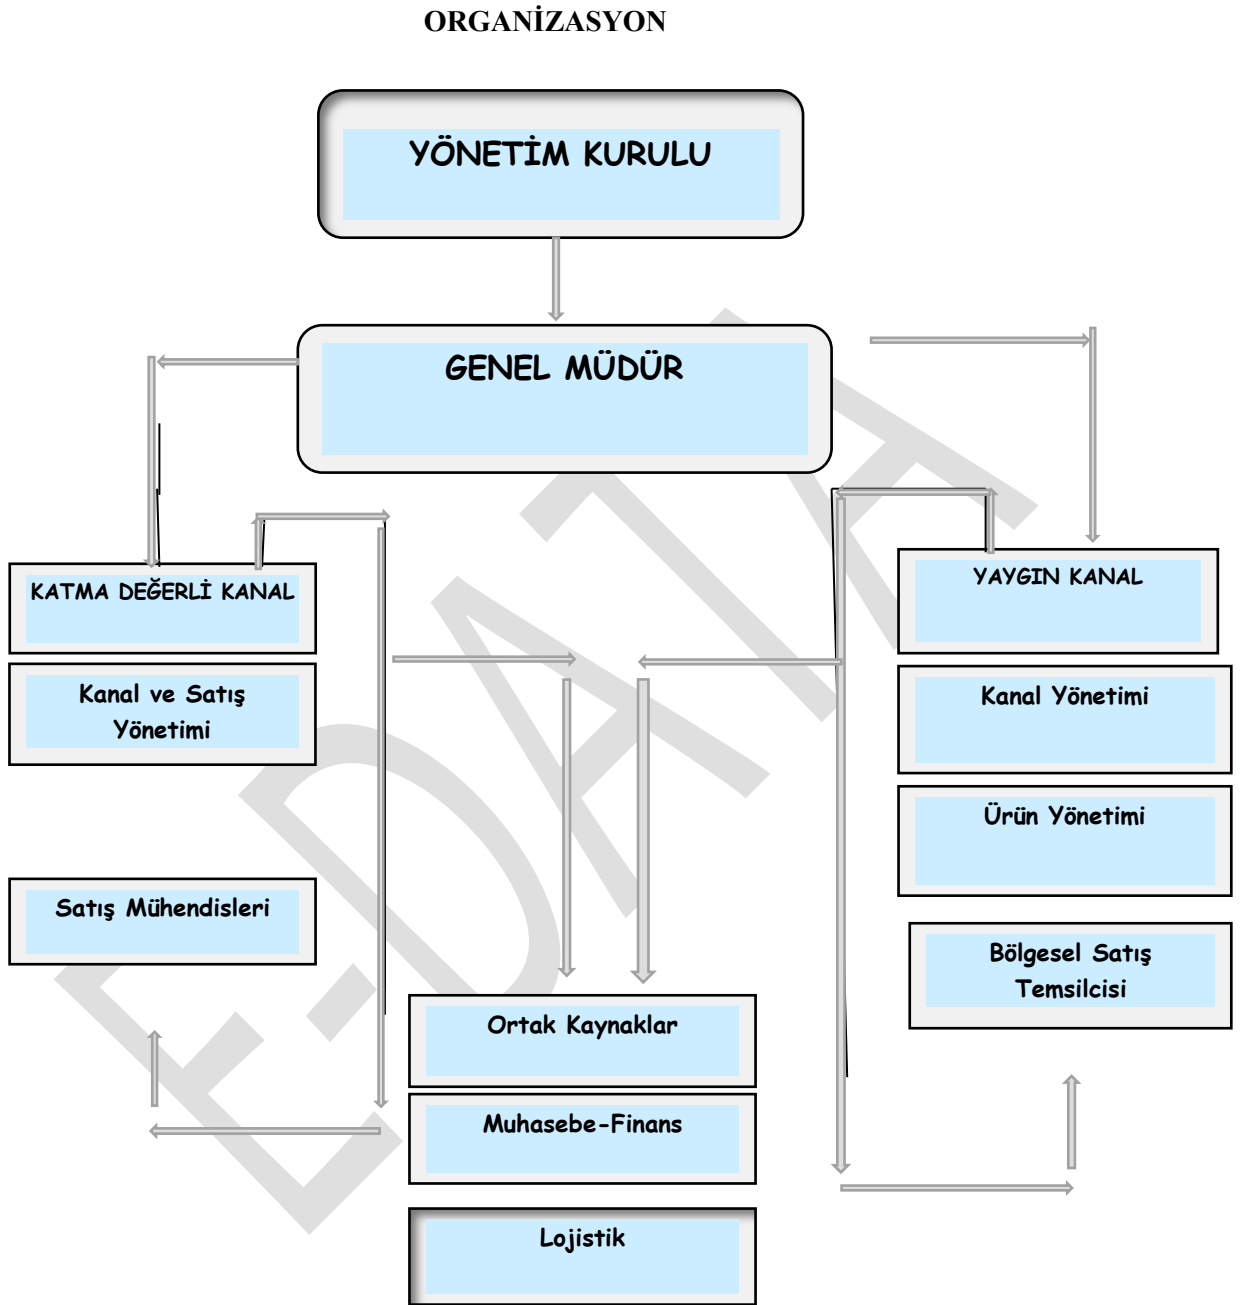 ORGANİZASYON
YÖNETİM KURULU
GENEL MÜDÜR
KATMA DEĞERLİ KANAL
Kanal ve Satış
Yönetimi
Satış Mühendisleri
YAYGIN KANAL
Kanal Yönetimi
Ürün Yönetimi
Bölgesel Satış
Temsilcisi
Ortak Kaynaklar
Muhasebe-Finans
Lojistik
E-DATA